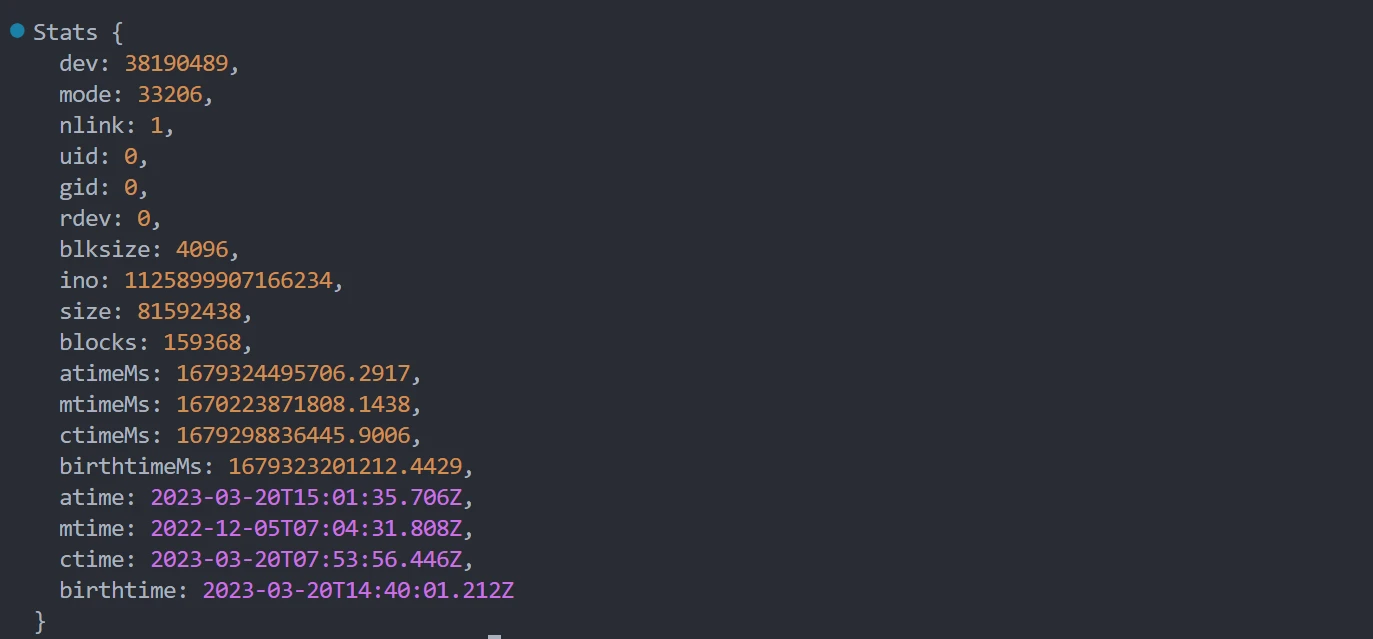 Stats {
  dev: 38190489,
  mode: 33206,
  nlink: 1,
  uid: 0,
  gid: 0,
  rdev: 0,
  blksize: 4096,
  ino: 1125899907166234,
  size: 81592438,
  blocks: 159368,
  atimeMs: 1679324495706.2917,
  mtimeMs: 1670223871808.1438,
  ctimeMs: 1679298836445.9006,
  birthtimeMs: 1679323201212.4429,
  atime: 2023-03-20T15:01:35.706Z,
  mtime: 2022-12-05T07:04:31.808Z,
  ctime: 2023-03-20T07:53:56.446Z,
  birthtime: 2023-03-20T14:40:01.212Z
}